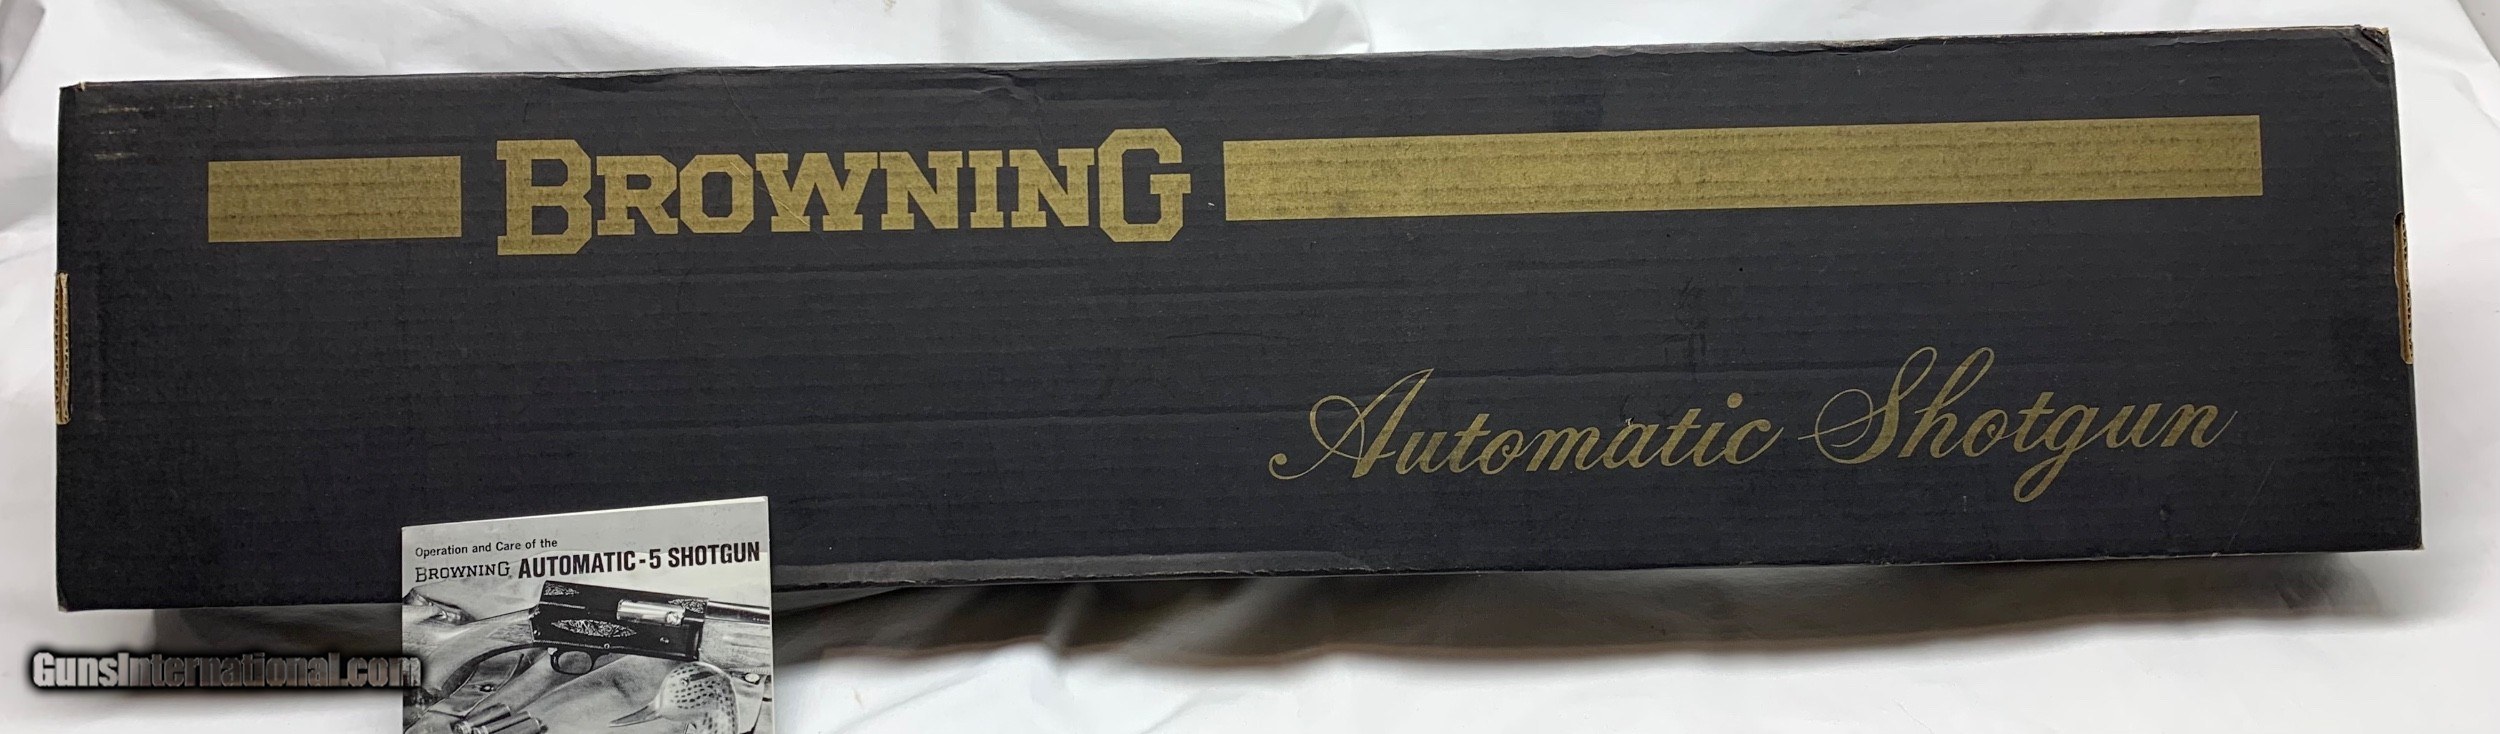 BROWNING
Automatic Shotgun
Operation and Care of the
BROWNING. AUTOMATIC-5 SHOTGUN
GunsInternational.com